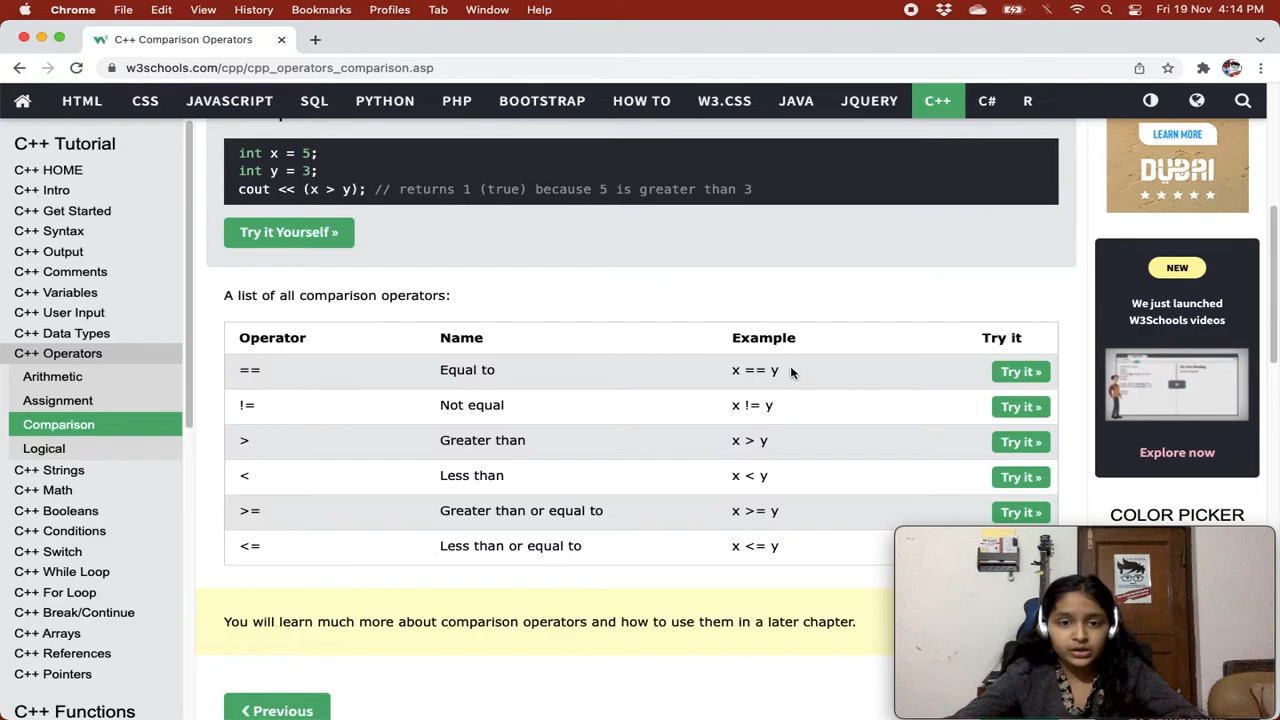 Chrome File Edit View History Bookmarks Profiles Tab Window Help Fri 19 Nov 4:14 PM
C++ Comparison Operators
w3schools.com/cpp/cpp_operators_comparison.asp
HTML CSS JAVASCRIPT SQL PYTHON PHP BOOTSTRAP HOW TO W3.CSS JAVA JQUERY C++ C# R
C++ Tutorial
C++ HOME
C++ Intro
C++ Get Started
C++ Syntax
C++ Output
C++ Comments
C++ Variables
C++ User Input
C++ Data Types
C++ Operators
Arithmetic
Assignment
Comparison
Logical
C++ Strings
C++ Math
C++ Booleans
C++ Conditions
C++ Switch
C++ While Loop
C++ For Loop
C++ Break/Continue
C++ Arrays
C++ References
C++ Pointers
C++ Functions
int x = 5;
int y = 3;
cout << (x > y); // returns 1 (true) because 5 is greater than 3
Try it Yourself »
A list of all comparison operators:
Operator Name Example Try it
== Equal to x == y Try it »
!= Not equal x != y Try it »
> Greater than x > y Try it »
< Less than x < y Try it »
>= Greater than or equal to x >= y Try it »
<= Less than or equal to x <= y
You will learn much more about comparison operators and how to use them in a later chapter.
❮ Previous
LEARN MORE
DUBAI
NEW
We just launched
W3Schools videos
Explore now
COLOR PICKER